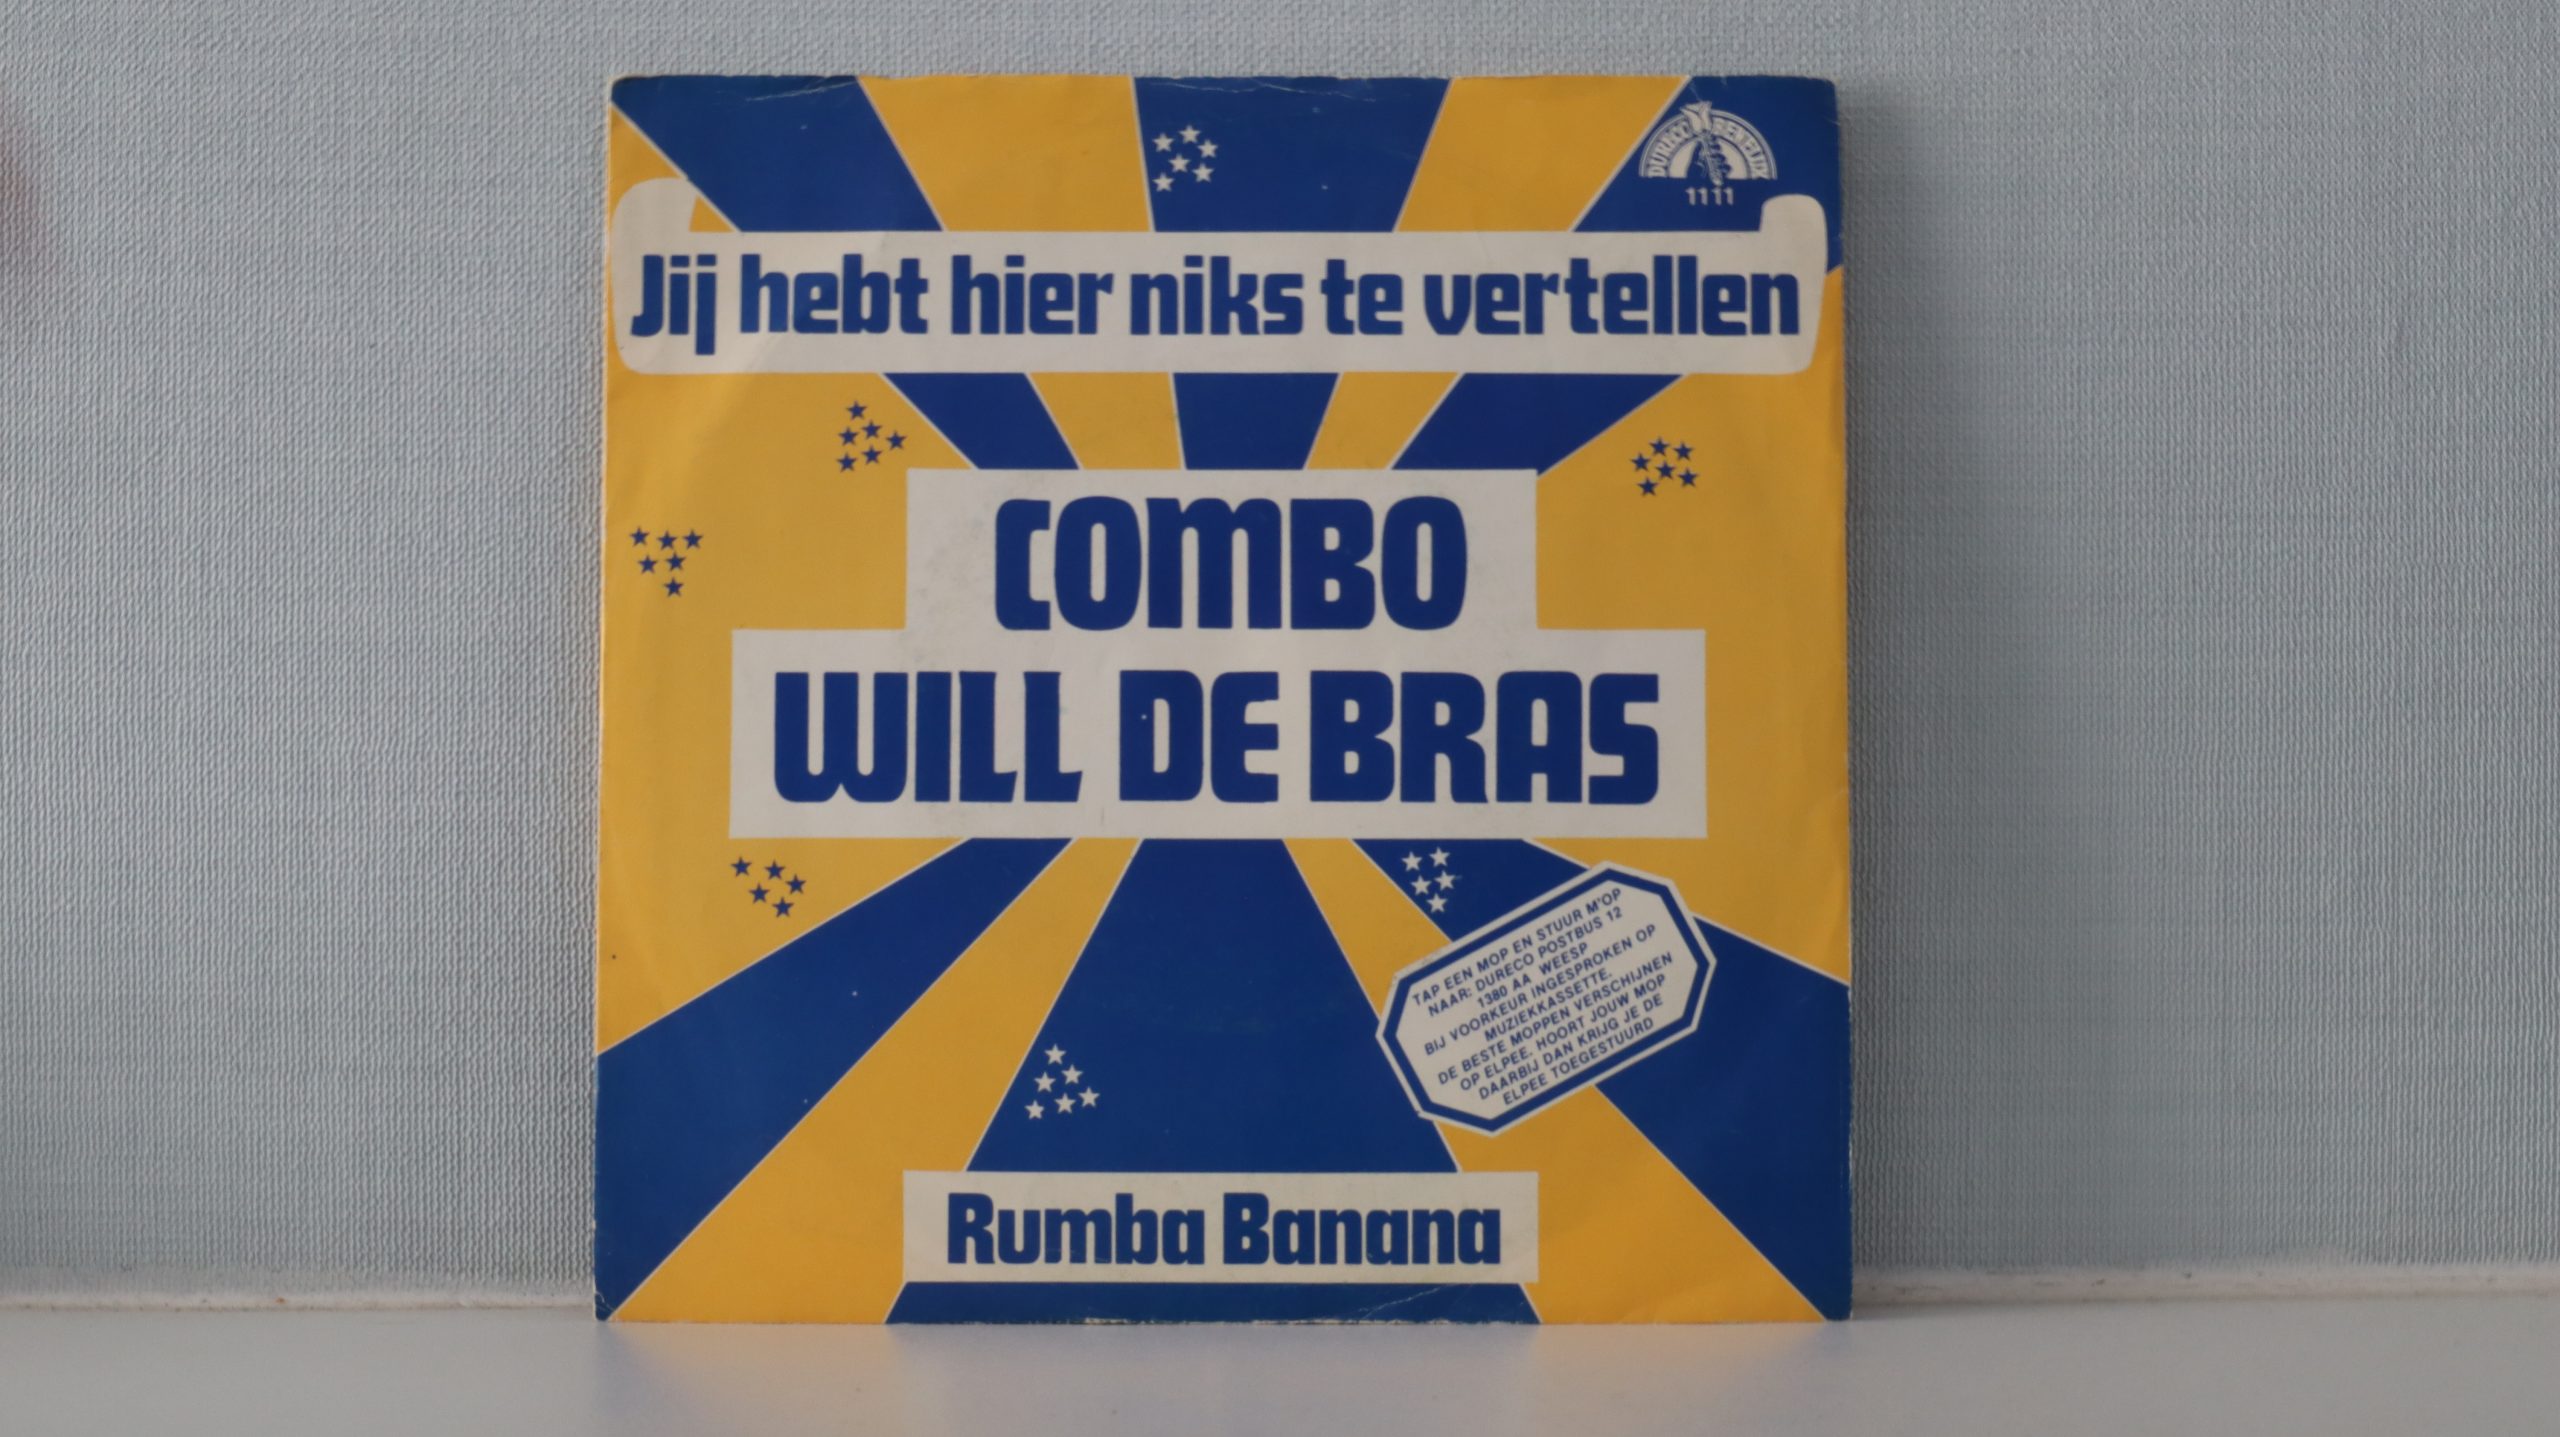 DURECO BENELUX
1111
Jij hebt hier niks te vertellen
COMBO
WILL DE BRAS
TAP EEN MOP EN STUUR M'OP
NAAR: DURECO POSTBUS 12
1380 AA WEESP
BIJ VOORKEUR INGESPROKEN OP
MUZIEKKASSETTE.
DE BESTE MOPPEN VERSCHIJNEN
OP ELPEE. HOORT JOUW MOP
DAARBIJ DAN KRIJG JE DE
ELPEE TOEGESTUURD
Rumba Banana